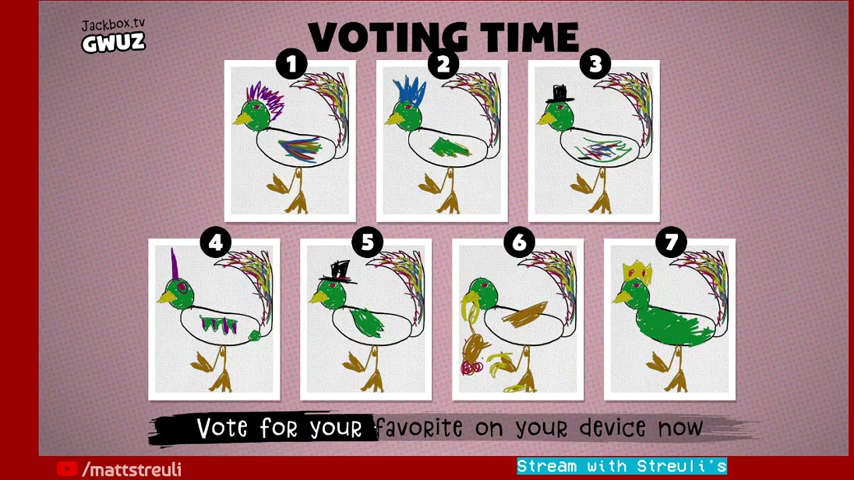 Jackbox.tv
GWUZ
VOTING TIME
1
2
3
4
5
6
7
Vote for your favorite on your device now
/mattstreuli
Stream with Streuli's